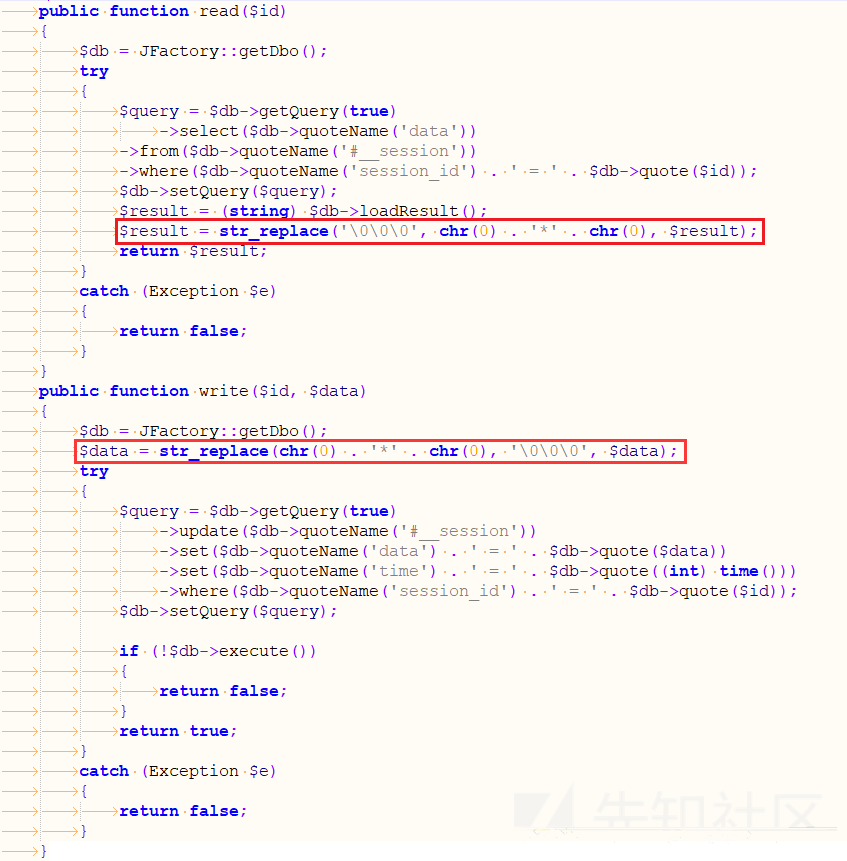 public function read($id)
{
$db = JFactory::getDbo();
try
{
$query = $db->getQuery(true)
->select($db->quoteName('data'))
->from($db->quoteName('#__session'))
->where($db->quoteName('session_id') . ' = ' . $db->quote($id));
$db->setQuery($query);
$result = (string) $db->loadResult();
$result = str_replace('\0\0\0', chr(0) . '*' . chr(0), $result);
return $result;
}
catch (Exception $e)
{
return false;
}
}
public function write($id, $data)
{
$db = JFactory::getDbo();
$data = str_replace(chr(0) . '*' . chr(0), '\0\0\0', $data);
try
{
$query = $db->getQuery(true)
->update($db->quoteName('#__session'))
->set($db->quoteName('data') . ' = ' . $db->quote($data))
->set($db->quoteName('time') . ' = ' . $db->quote((int) time()))
->where($db->quoteName('session_id') . ' = ' . $db->quote($id));
$db->setQuery($query);
if (!$db->execute())
{
return false;
}
return true;
}
catch (Exception $e)
{
return false;
}
}
先知社区